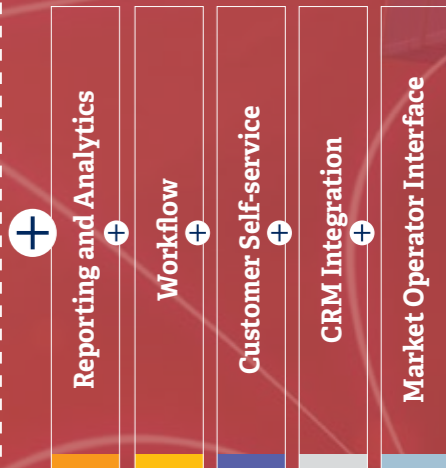 Reporting and Analytics
Workflow
Customer Self-service
CRM Integration
Market Operator Interface